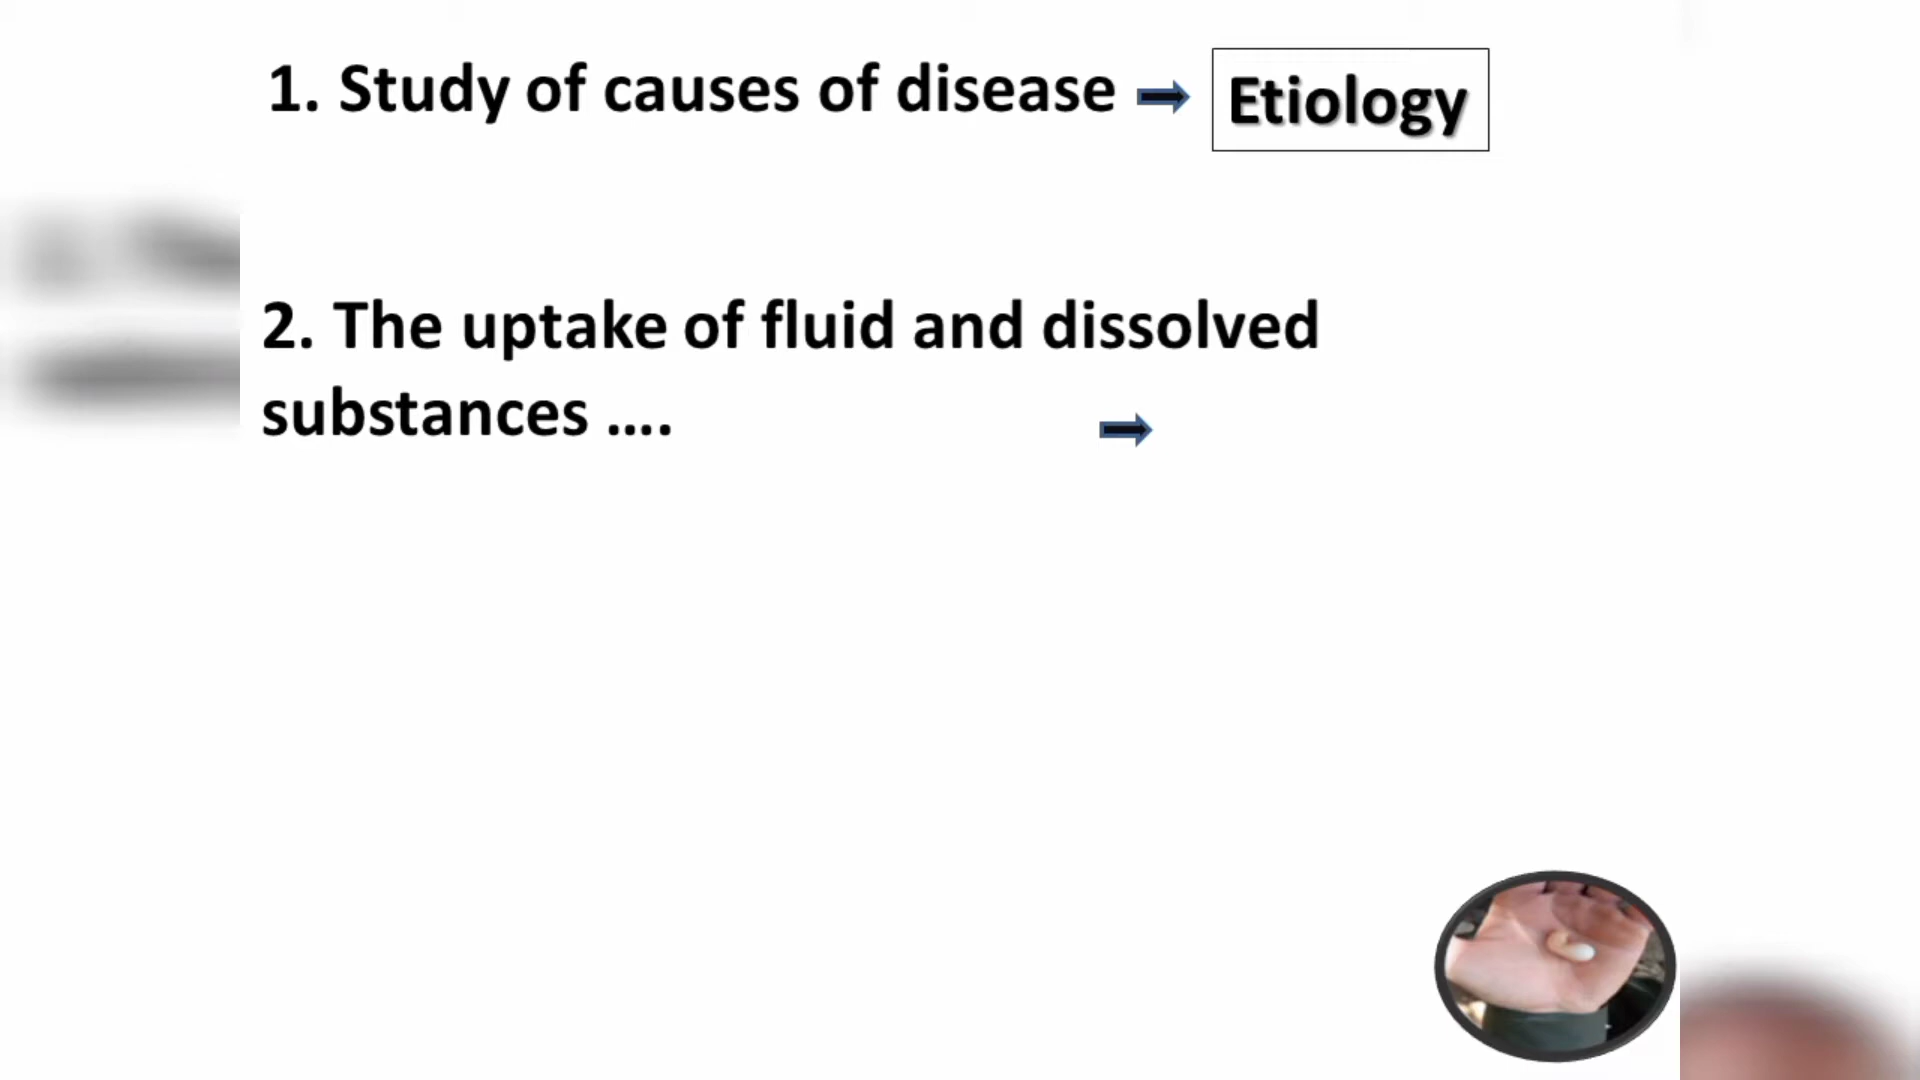 1. Study of causes of disease Etiology
2. The uptake of fluid and dissolved
substances ....